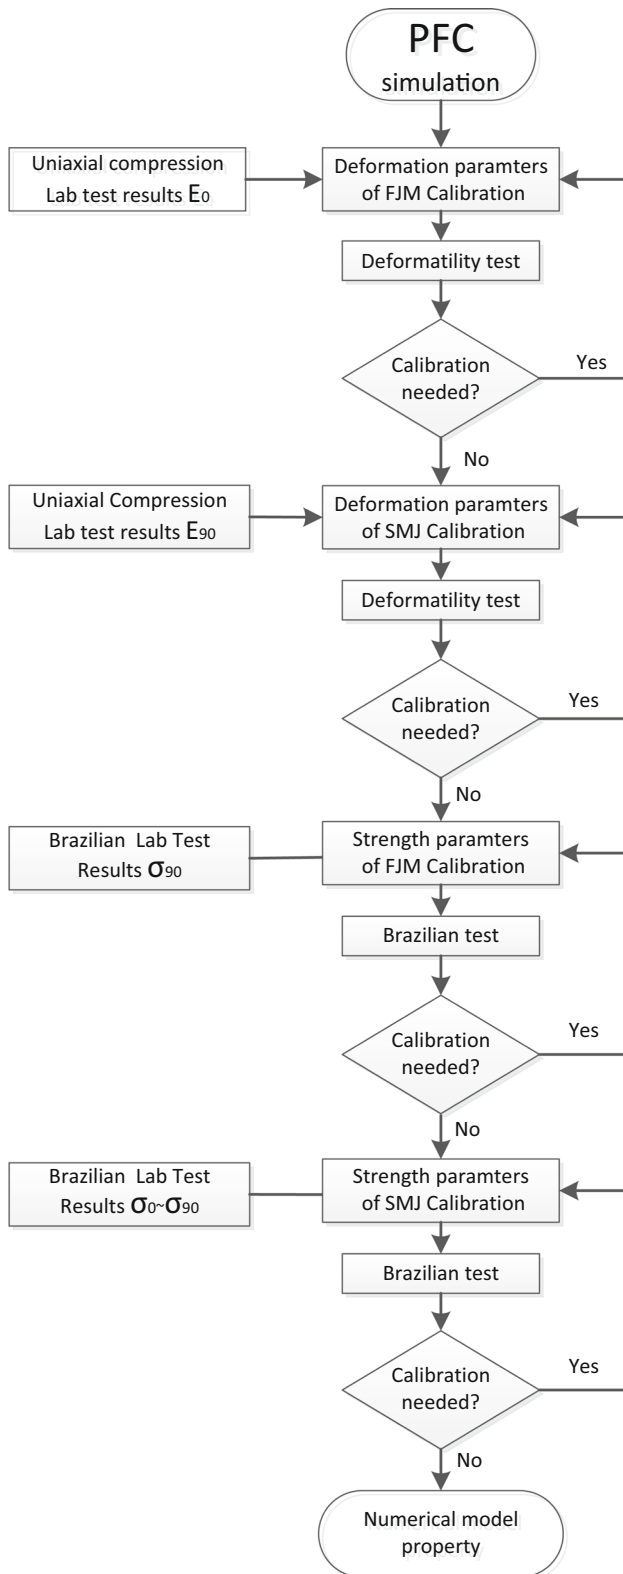 PFC
simulation
Uniaxial compression
Lab test results E0
Deformation paramters
of FJM Calibration
Deformatility test
Calibration
needed?
Yes
No
Uniaxial Compression
Lab test results E90
Deformation paramters
of SMJ Calibration
Deformatility test
Calibration
needed?
Yes
No
Brazilian Lab Test
Results σ90
Strength paramters
of FJM Calibration
Brazilian test
Calibration
needed?
Yes
No
Brazilian Lab Test
Results σ0~σ90
Strength paramters
of SMJ Calibration
Brazilian test
Calibration
needed?
Yes
No
Numerical model
property